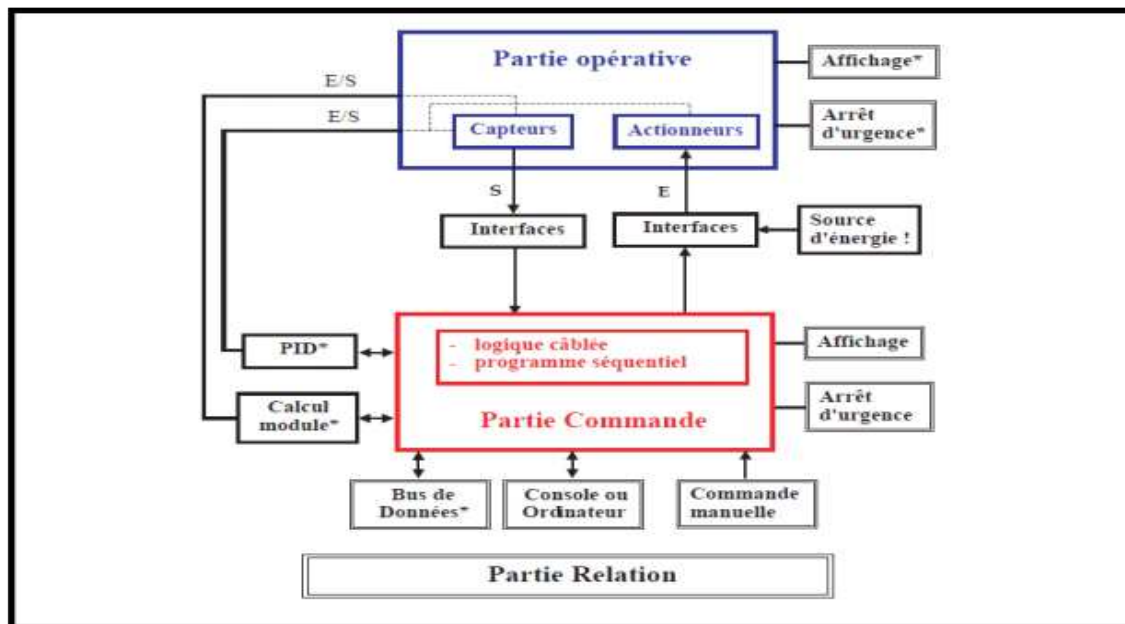 Partie opérative
Affichage*
E/S
E/S
Arrêt
d'urgence*
Capteurs
Actionneurs
S
E
Interfaces
Interfaces
Source
d'énergie !
- logique câblée
- programme séquentiel
Affichage
PID*
Calcul
module*
Partie Commande
Arrêt
d'urgence
Bus de
Données*
Console ou
Ordinateur
Commande
manuelle
Partie Relation